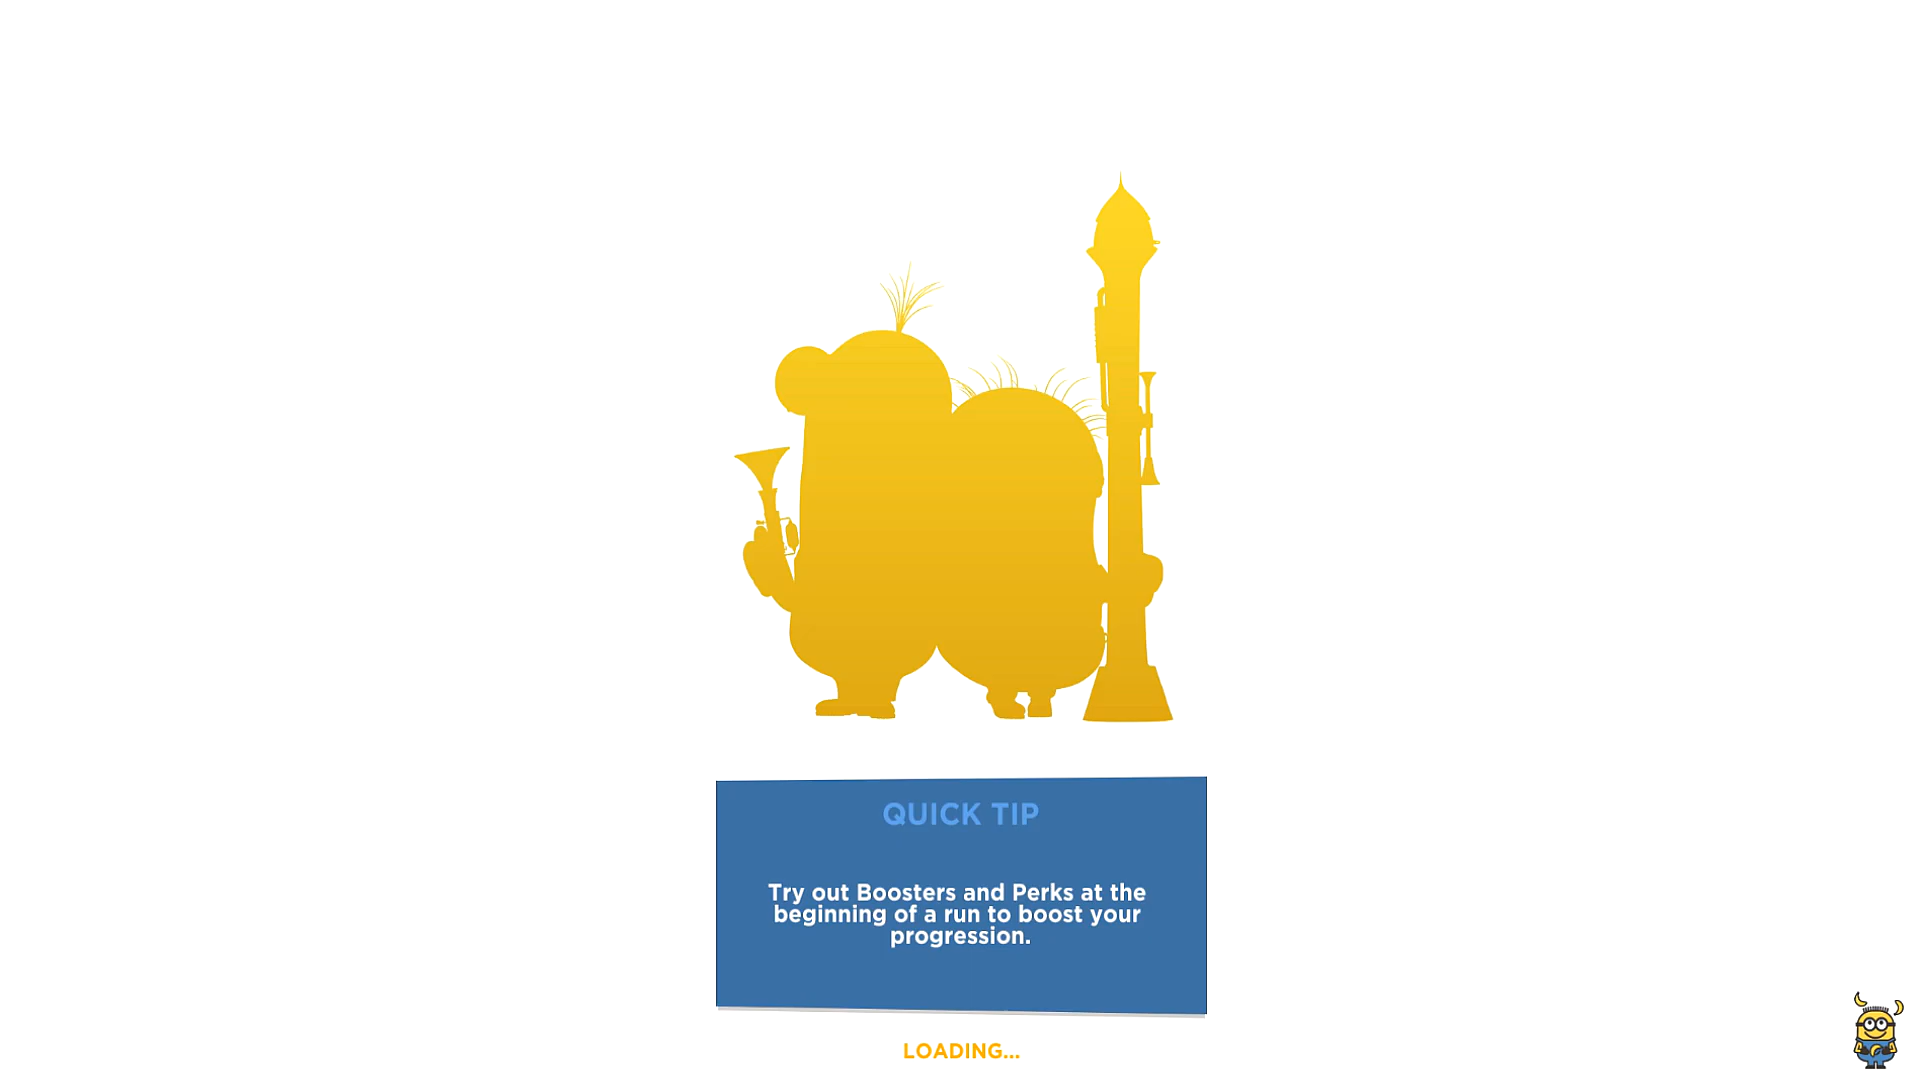 QUICK TIP
Try out Boosters and Perks at the
beginning of a run to boost your
progression.
LOADING...